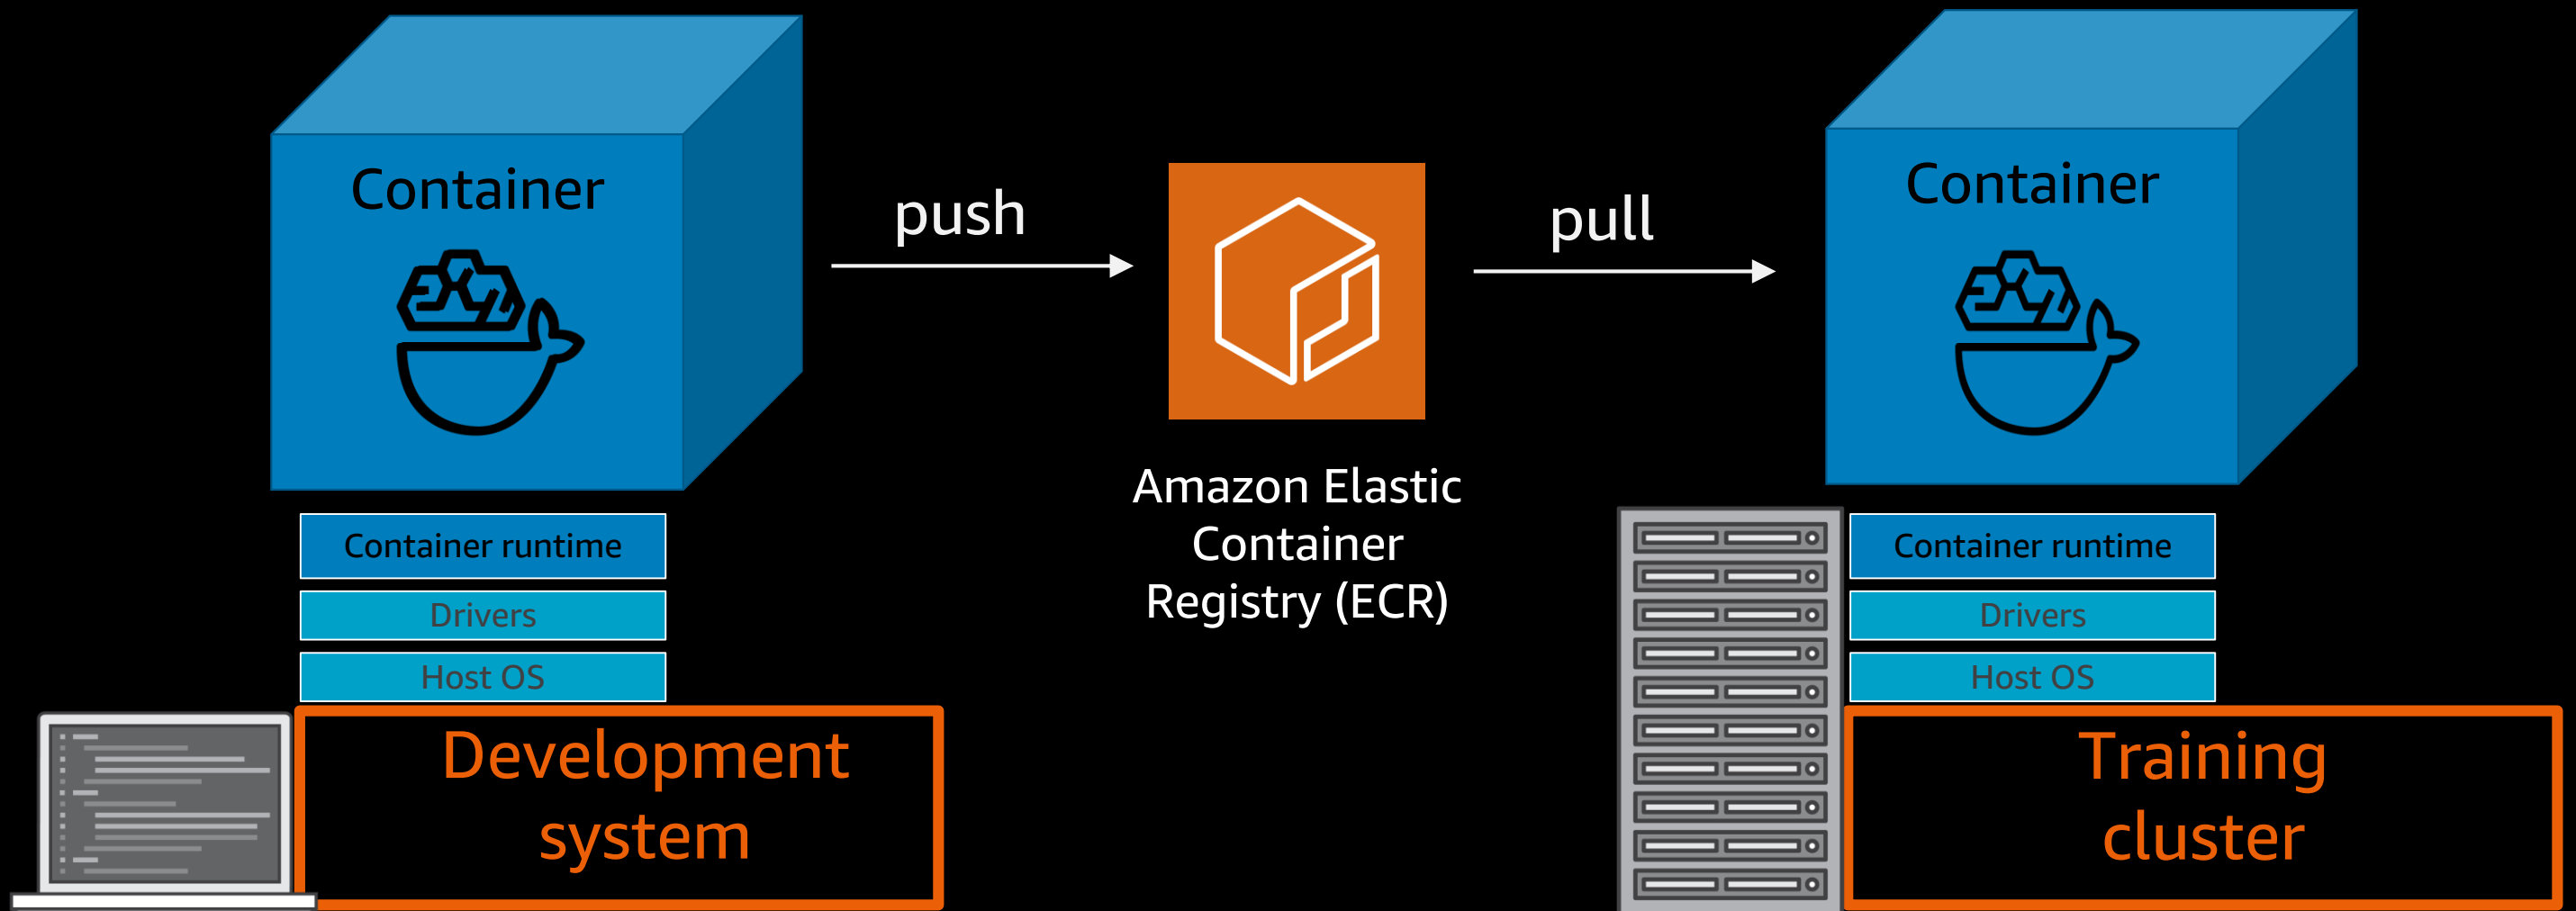 Container
push
Amazon Elastic
Container
Registry (ECR)
pull
Container
Container runtime
Drivers
Host OS
Development
system
Container runtime
Drivers
Host OS
Training
cluster